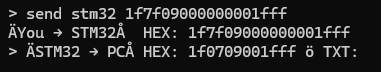 > send stm32 1f7f09000000001fff
ÄYou → STM32Å  HEX: 1f7f09000000001fff
> ÄSTM32 → PCÅ HEX: 1f0709001fff ö TXT: